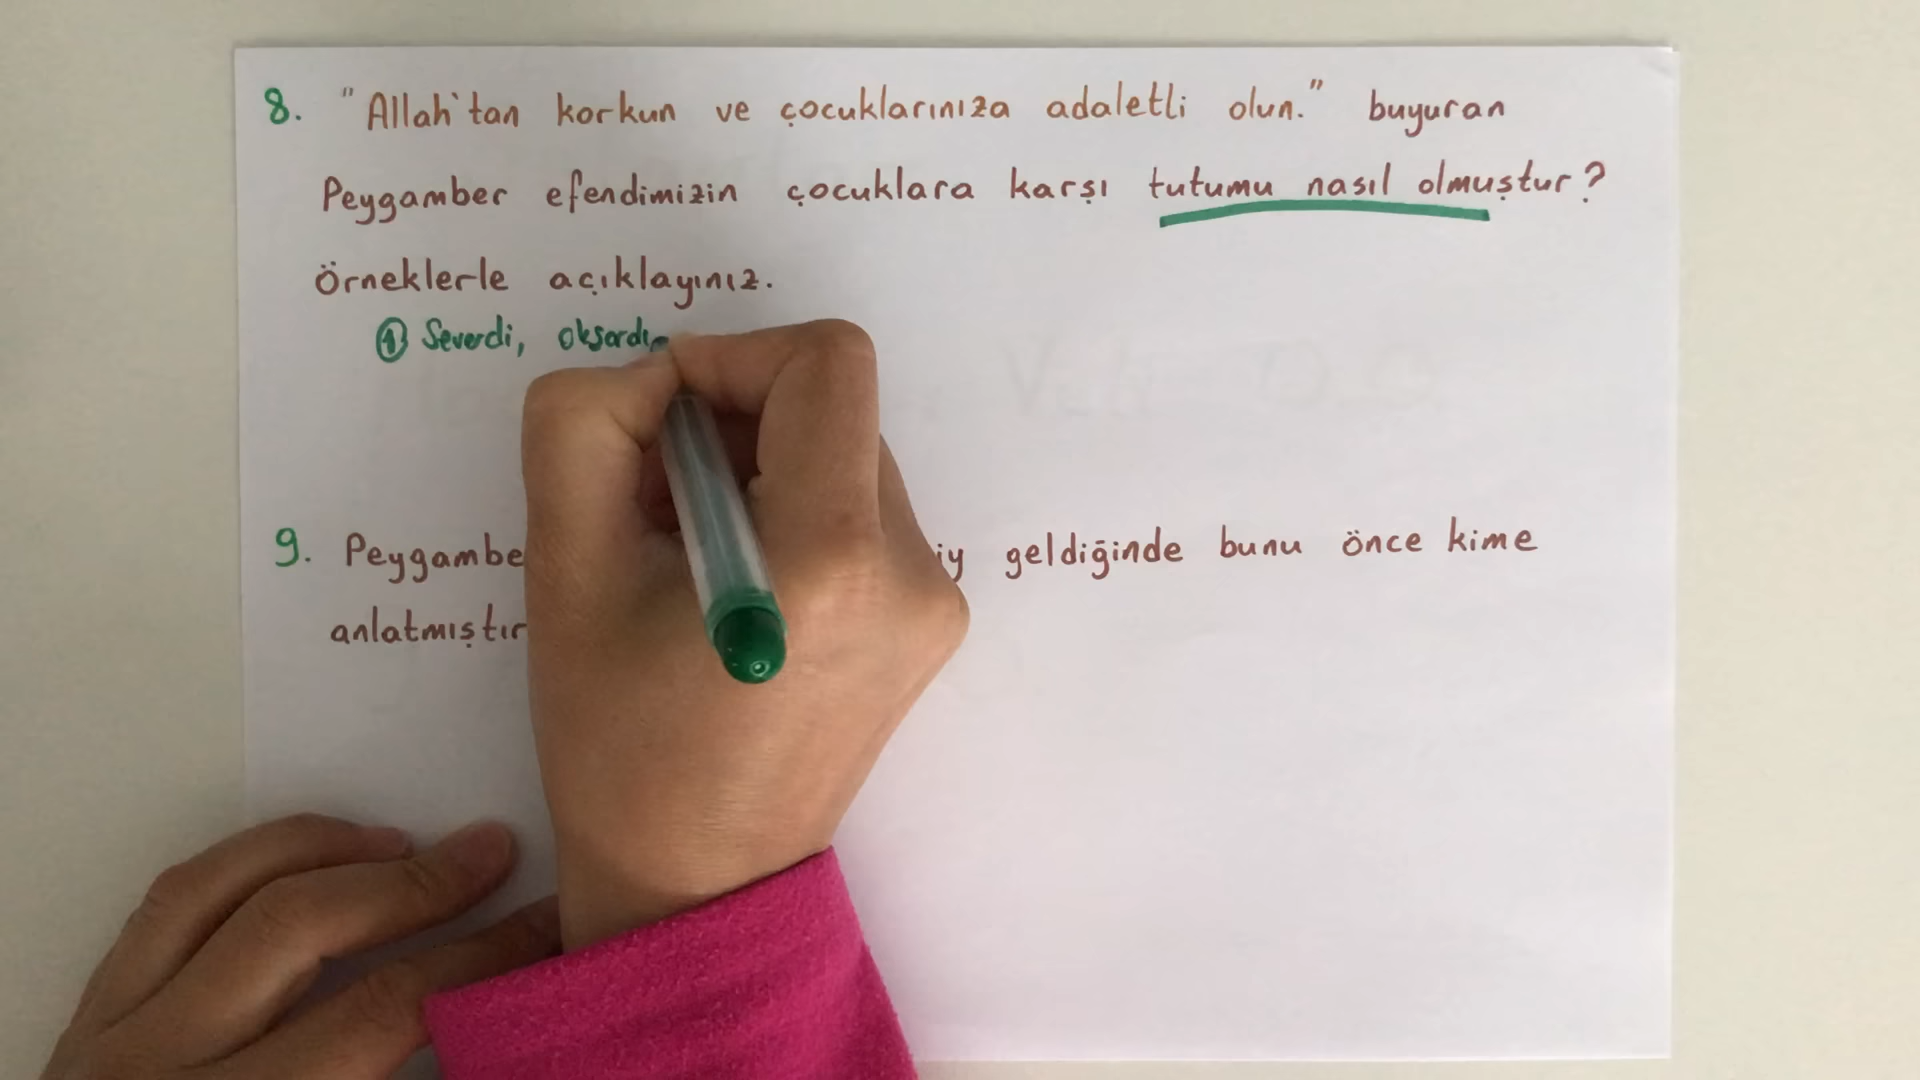 8. "Allah'tan korkun ve çocuklarınıza adaletli olun." buyuran
Peygamber efendimizin çocuklara karşı tutumu nasıl olmuştur?
Örneklerle açıklayınız.
① Severdi, okşardı
9. Peygambe geldiğinde bunu önce kime
anlatmıştır